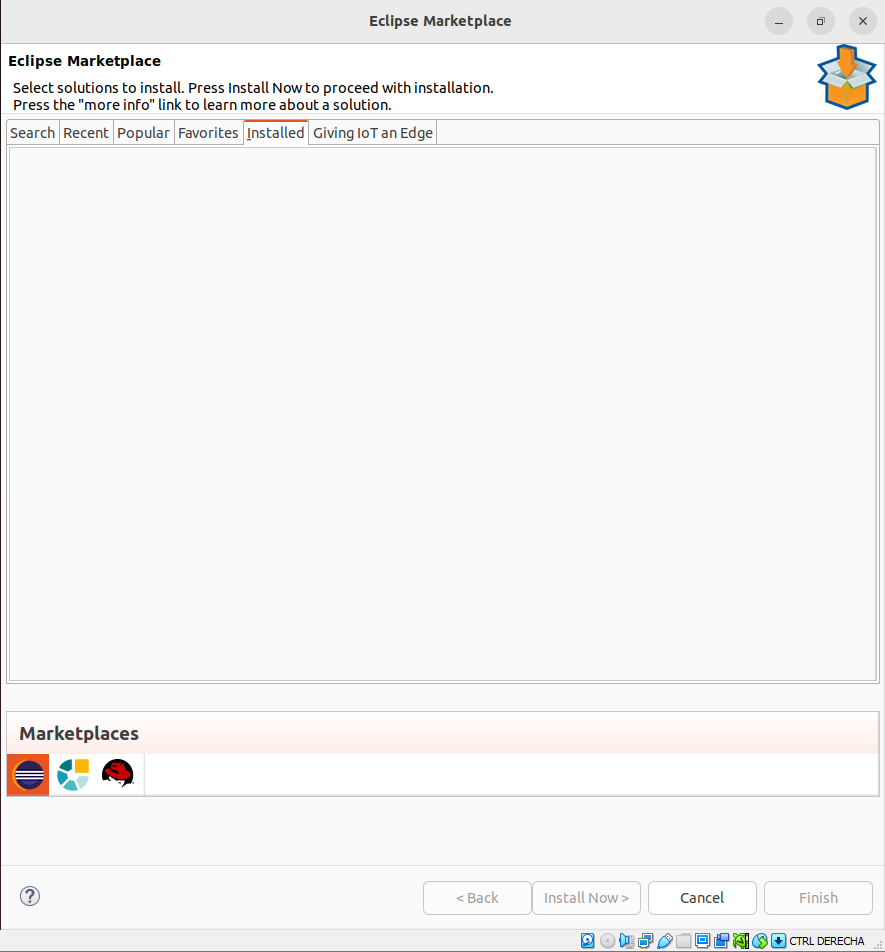 Eclipse Marketplace
Eclipse Marketplace
Select solutions to install. Press Install Now to proceed with installation.
Press the "more info" link to learn more about a solution.
Search Recent Popular Favorites Installed Giving IoT an Edge
Marketplaces
< Back Install Now > Cancel Finish
CTRL DERECHA